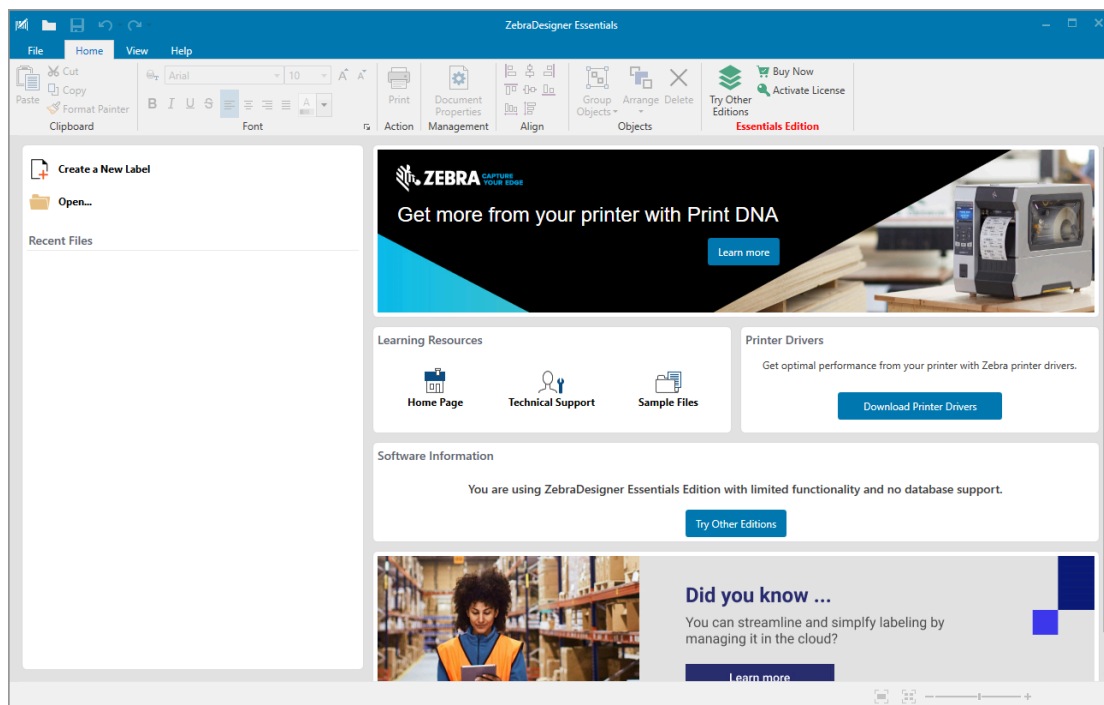 ZebraDesigner Essentials
File Home View Help
Paste
Cut
Copy
Format Painter
Clipboard
Arial 10
B I U S
A
Font
Print
Action
Document
Properties
Management
Align
Group
Objects
Arrange
Delete
Objects
Try Other
Editions
Buy Now
Activate License
Essentials Edition
Create a New Label
Open...
Recent Files
ZEBRA CAPTURE
YOUR EDGE
Get more from your printer with Print DNA
Learn more
Learning Resources
Home Page
Technical Support
Sample Files
Printer Drivers
Get optimal performance from your printer with Zebra printer drivers.
Download Printer Drivers
Software Information
You are using ZebraDesigner Essentials Edition with limited functionality and no database support.
Try Other Editions
Did you know ...
You can streamline and simplfy labeling by
managing it in the cloud?
Learn more